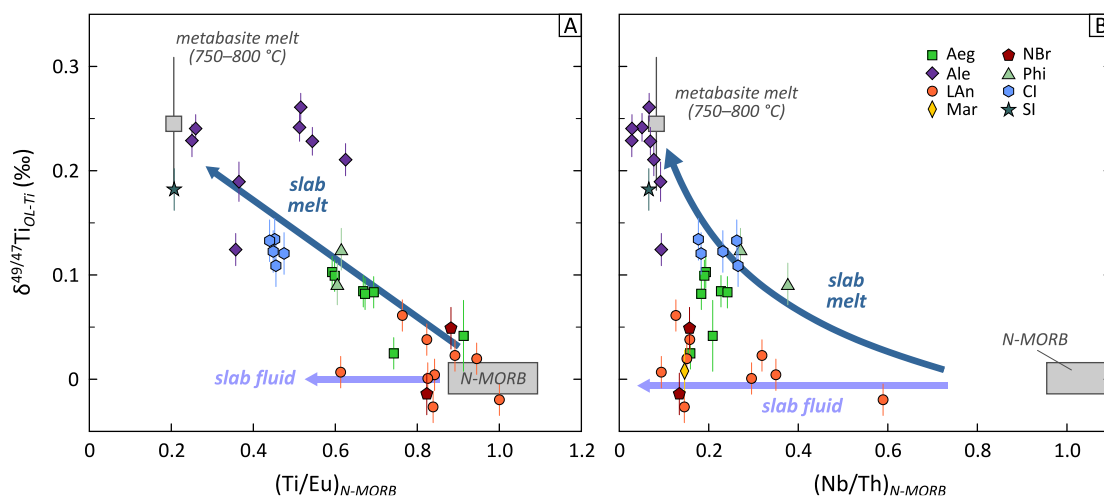 A
metabasite melt
(750–800 °C)
0.3
0.2
0.1
0
δ49/47TiOL-Ti (‰)
slab
melt
slab fluid
N-MORB
0
0.2
0.4
0.6
0.8
1.0
1.2
(Ti/Eu)N-MORB
B
Aeg
NBr
Ale
Phi
LAn
CI
Mar
SI
metabasite melt
(750–800 °C)
slab
melt
N-MORB
slab fluid
0
0.2
0.4
0.6
0.8
1.0
(Nb/Th)N-MORB